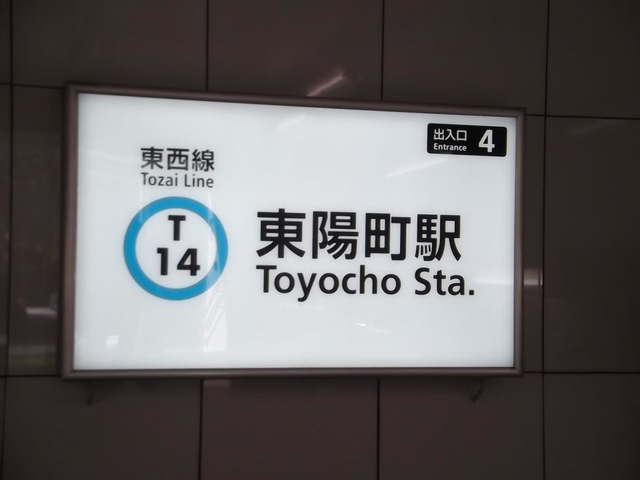 出入口
Entrance
4
東西線
Tozai Line
T
14
東陽町駅
Toyocho Sta.